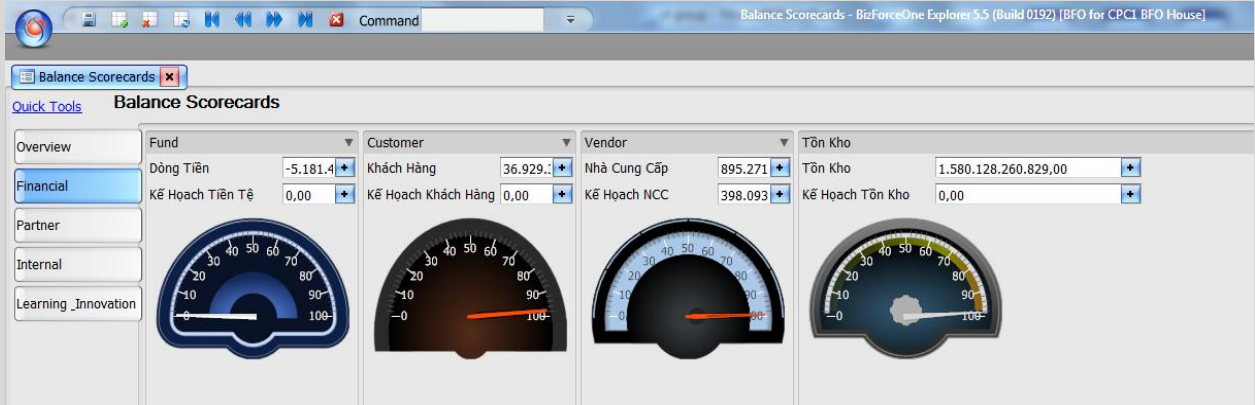 Command
Balance Scorecards - BizForceOne Explorer 5.5 (Build 0192) [BFO for CPC1 BFO House]
Balance Scorecards
Quick Tools Balance Scorecards
Overview
Financial
Partner
Internal
Learning _Innovation
Fund
Dòng Tiền -5.181.4
Kế Hoạch Tiền Tệ 0,00
0 10 20 30 40 50 60 70 80 90 100
Customer
Khách Hàng 36.929.
Kế Hoạch Khách Hàng 0,00
0 10 20 30 40 50 60 70 80 90 100
Vendor
Nhà Cung Cấp 895.271
Kế Hoạch NCC 398.093
0 10 20 30 40 50 60 70 80
Tồn Kho
Tồn Kho 1.580.128.260.829,00
Kế Hoạch Tồn Kho 0,00
0 10 20 30 40 50 60 70 80 90 100